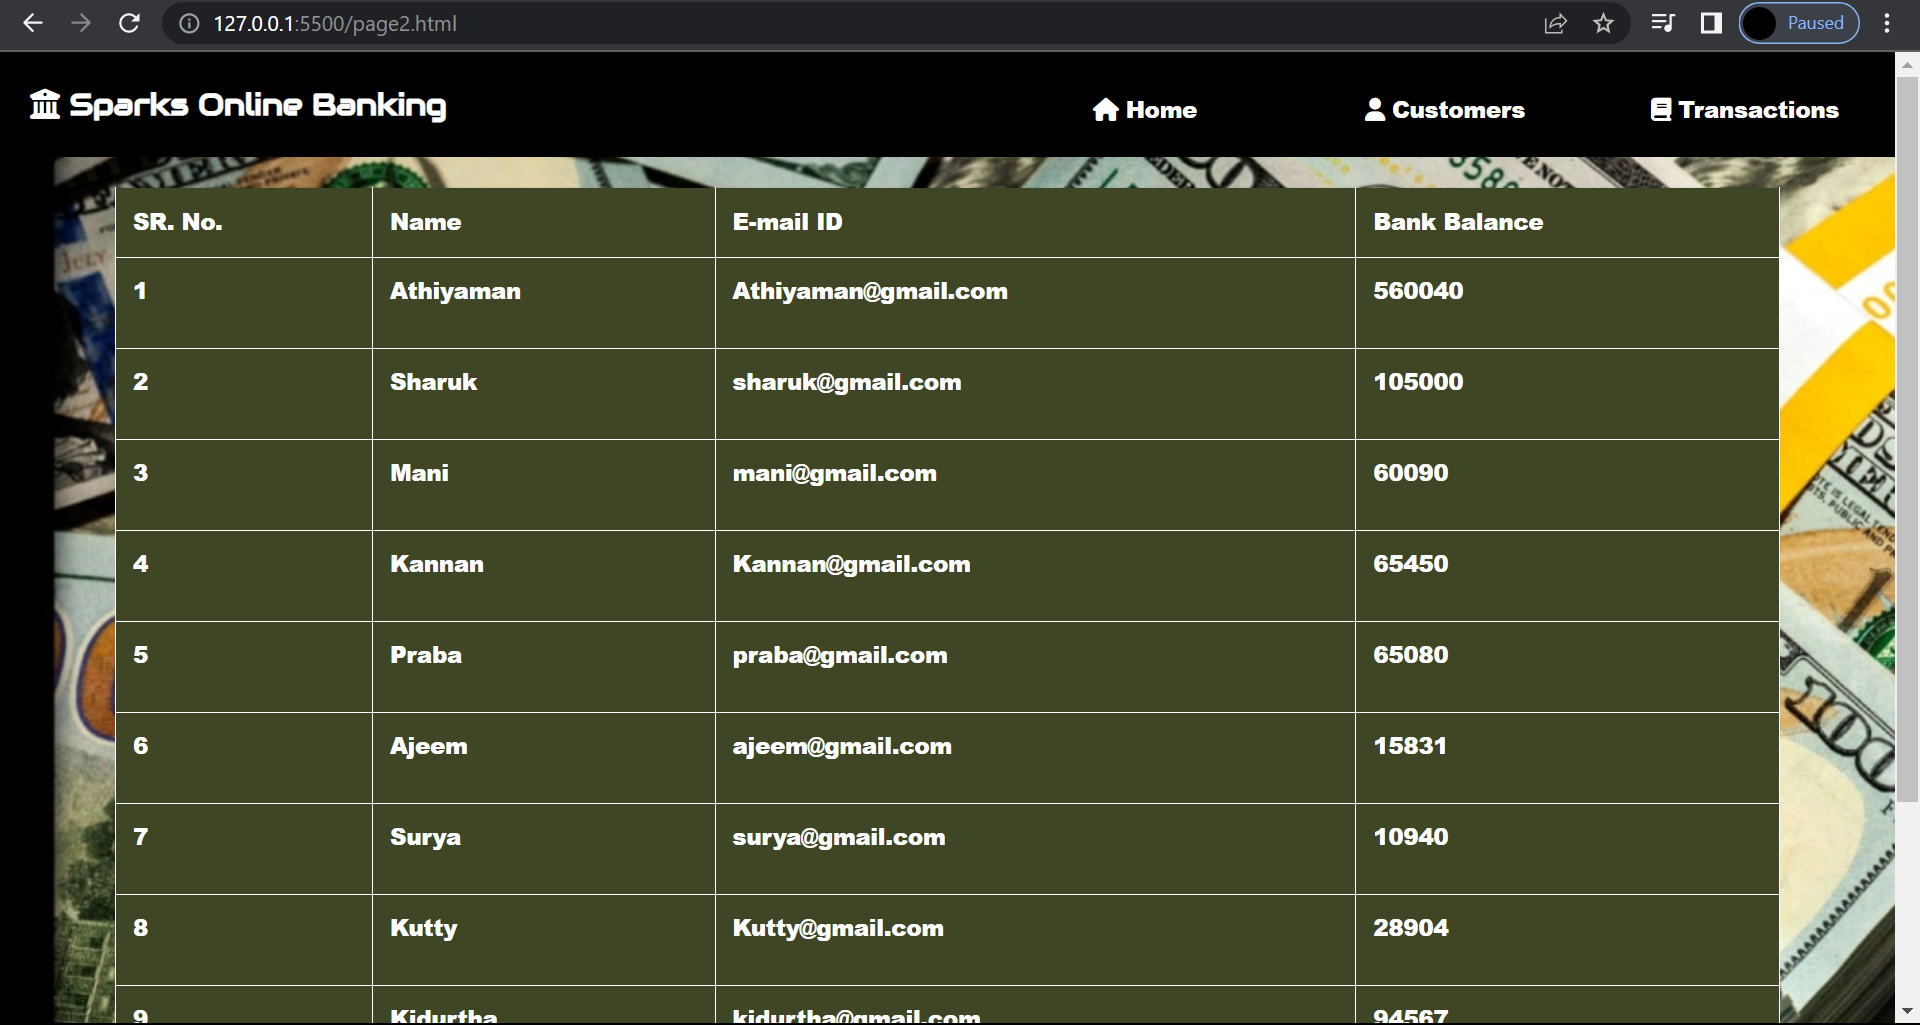 127.0.0.1:5500/page2.html
Paused
Sparks Online Banking
Home Customers Transactions
SR. No. Name E-mail ID Bank Balance
1 Athiyaman Athiyaman@gmail.com 560040
2 Sharuk sharuk@gmail.com 105000
3 Mani mani@gmail.com 60090
4 Kannan Kannan@gmail.com 65450
5 Praba praba@gmail.com 65080
6 Ajeem ajeem@gmail.com 15831
7 Surya surya@gmail.com 10940
8 Kutty Kutty@gmail.com 28904
9 Kidurtha kidurtha@gmail.com 94567